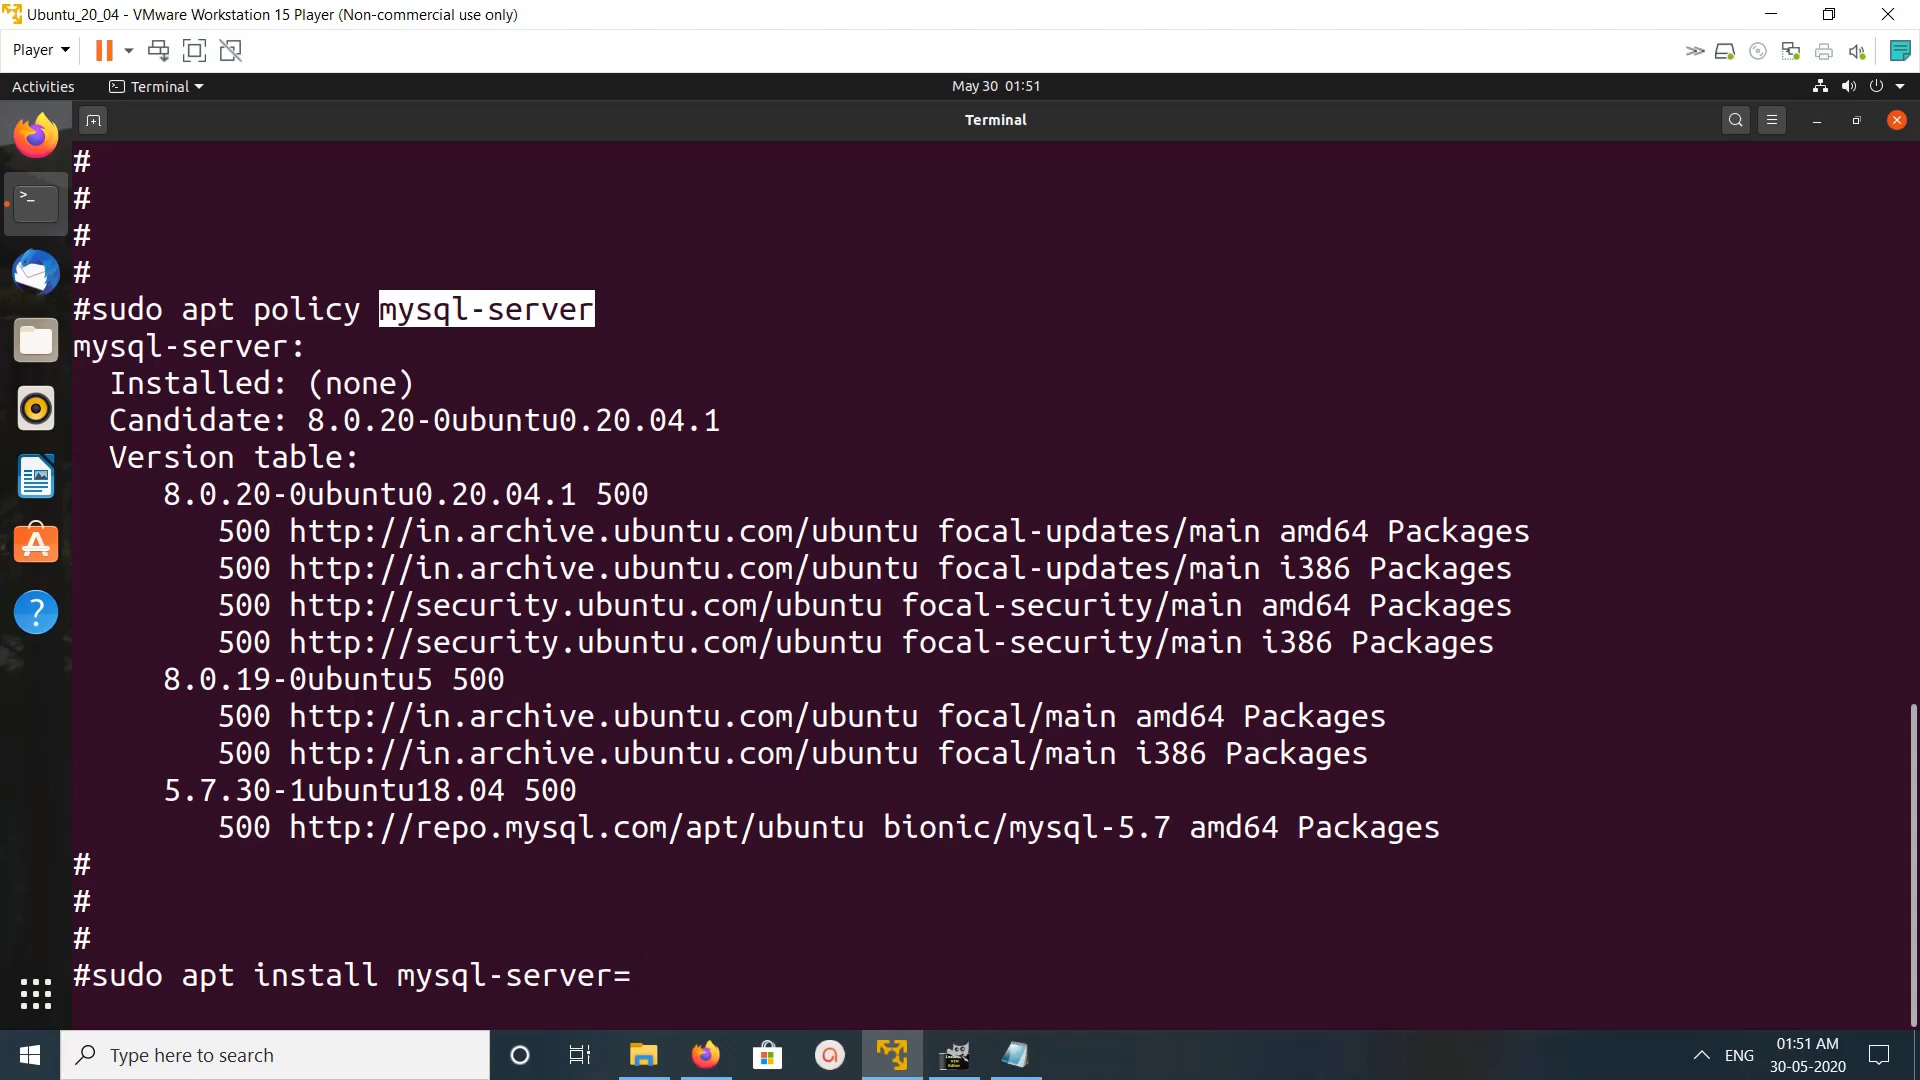 Ubuntu_20_04 - VMware Workstation 15 Player (Non-commercial use only)
Player
Activities
Terminal
May 30 01:51
Terminal
#
#
#
#
#sudo apt policy mysql-server
mysql-server:
Installed: (none)
Candidate: 8.0.20-0ubuntu0.20.04.1
Version table:
8.0.20-0ubuntu0.20.04.1 500
500 http://in.archive.ubuntu.com/ubuntu focal-updates/main amd64 Packages
500 http://in.archive.ubuntu.com/ubuntu focal-updates/main i386 Packages
500 http://security.ubuntu.com/ubuntu focal-security/main amd64 Packages
500 http://security.ubuntu.com/ubuntu focal-security/main i386 Packages
8.0.19-0ubuntu5 500
500 http://in.archive.ubuntu.com/ubuntu focal/main amd64 Packages
500 http://in.archive.ubuntu.com/ubuntu focal/main i386 Packages
5.7.30-1ubuntu18.04 500
500 http://repo.mysql.com/apt/ubuntu bionic/mysql-5.7 amd64 Packages
#
#
#
#sudo apt install mysql-server=
Type here to search
ENG
01:51 AM
30-05-2020